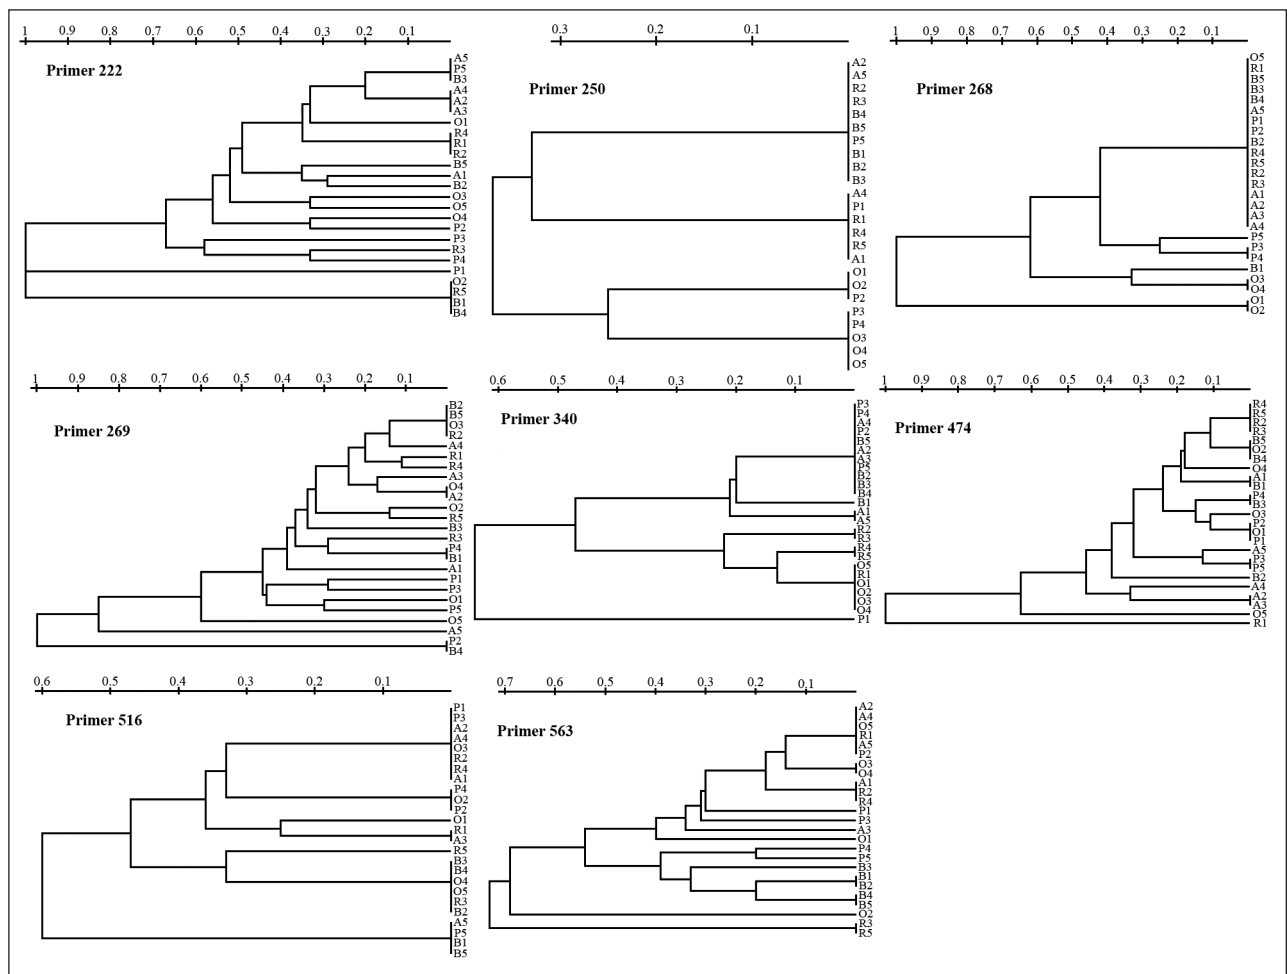 1 0.9 0.8 0.7 0.6 0.5 0.4 0.3 0.2 0.1
Primer 222
A5
P5
B3
A4
A2
A3
O1
R4
R1
R2
B5
A1
B2
O3
O5
O4
P2
P3
R3
P4
P1
O2
R5
B1
B4
0.3 0.2 0.1
Primer 250
A2
A5
R2
R3
B4
B5
P5
B1
B2
B3
A4
P1
R1
R4
R5
A1
O1
O2
P2
P3
P4
O3
O4
O5
1 0.9 0.8 0.7 0.6 0.5 0.4 0.3 0.2 0.1
Primer 268
O5
R1
B5
B3
B4
A5
P1
P2
B2
R4
R5
R2
R3
A1
A2
A3
A4
P5
P3
P4
B1
O3
O4
O1
O2
1 0.9 0.8 0.7 0.6 0.5 0.4 0.3 0.2 0.1
Primer 269
B2
B5
O3
R2
A4
R1
R4
A3
O4
A2
O2
R5
B3
R3
P4
B1
A1
P1
P3
O1
P5
O5
A5
P2
B4
0.6 0.5 0.4 0.3 0.2 0.1
Primer 340
P3
P4
A4
P2
B5
A2
A3
P5
B2
B3
B4
B1
A1
A5
R2
R3
R4
R5
O5
R1
O1
O2
O3
O4
P1
1 0.9 0.8 0.7 0.6 0.5 0.4 0.3 0.2 0.1
Primer 474
R4
R5
R2
R3
B5
O2
B4
O4
A1
B1
P4
B3
O3
P2
O1
P1
A5
P3
P5
B2
A4
A2
A3
O5
R1
0.6 0.5 0.4 0.3 0.2 0.1
Primer 516
P1
P3
A2
A4
O3
R2
R4
A1
P4
O2
P2
O1
R1
A3
R5
B3
B4
O4
O5
R3
B2
A5
P5
B1
B5
0.7 0.6 0.5 0.4 0.3 0.2 0.1
Primer 563
A2
A4
O5
R1
A5
P2
O3
O4
A1
R2
R4
P1
P3
A3
O1
P4
P5
B3
B1
B2
B4
B5
O2
R3
R5